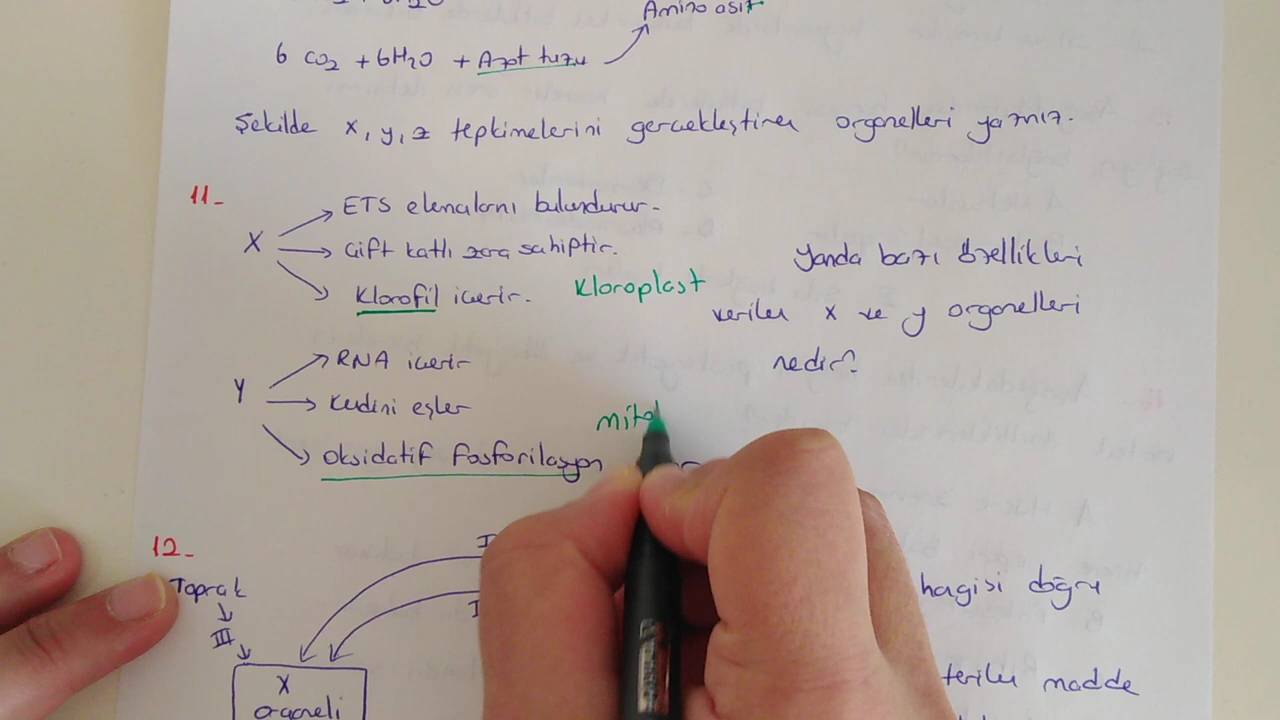 Amino asit
6 CO2 + 6H2O + Azot tuzu
Şekilde x, y, z tepkimelerini gerçekleştiren organelleri yazınız.
11-
X
ETS elemalarnı bulundurur.
Çift katlı zara sahiptir.
Klorofil içerir.
Kloroplast
Yanda bazı özellikleri
verilen x ve y organelleri
nedir?
Y
RNA içerir
Kendini eşler
Oksidatif fosforilasyon
mito
12-
Toprak
III
X
organeli
hangisi doğru
madde